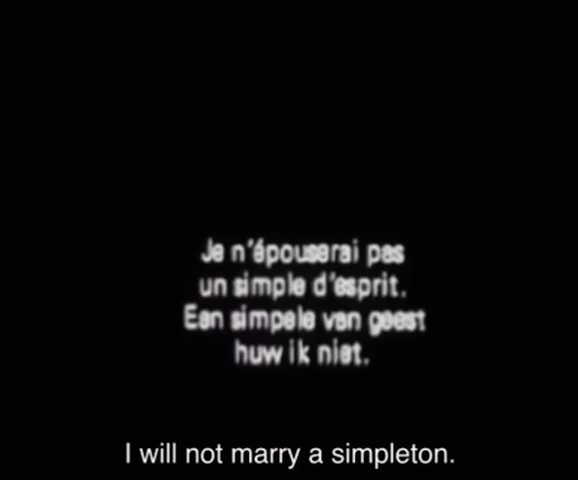 Je n'épouserai pas
un simple d'esprit.
Een simpele van geest
huw ik niet.
I will not marry a simpleton.